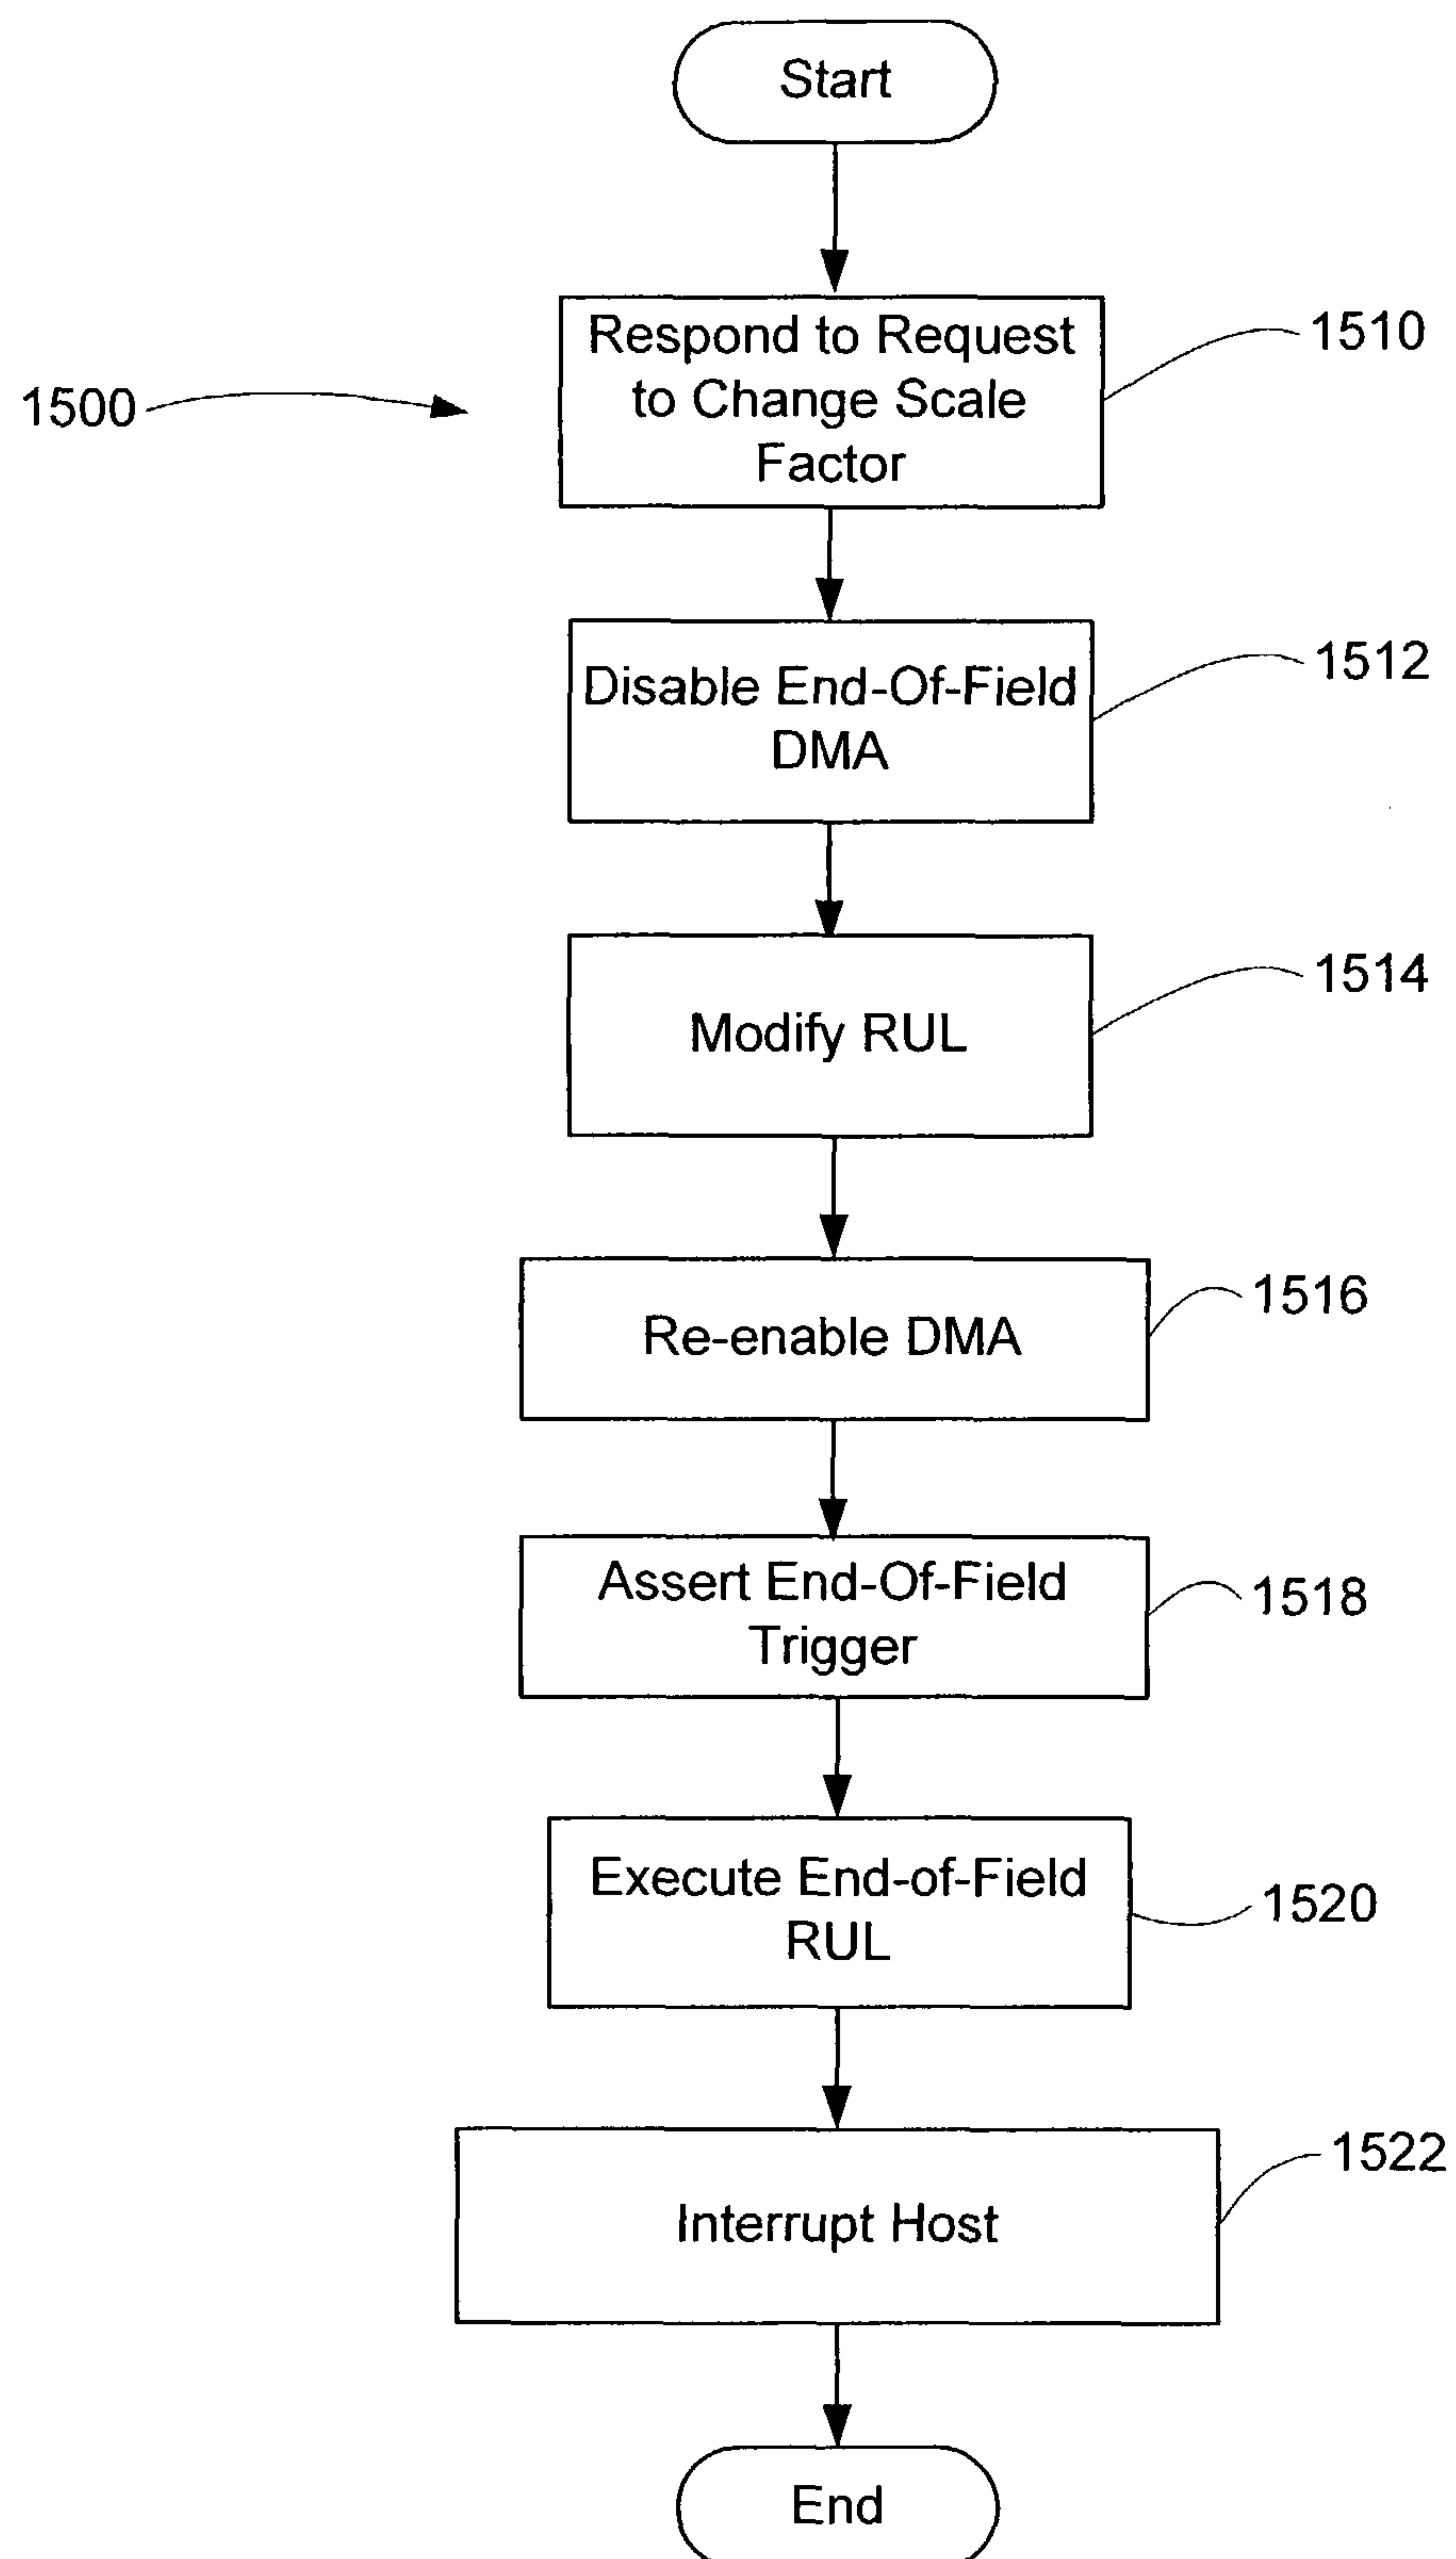 Start
Respond to Request
to Change Scale
Factor
1510
1500
Disable End-Of-Field
DMA
1512
Modify RUL
1514
Re-enable DMA
1516
Assert End-Of-Field
Trigger
1518
Execute End-of-Field
RUL
1520
Interrupt Host
1522
End